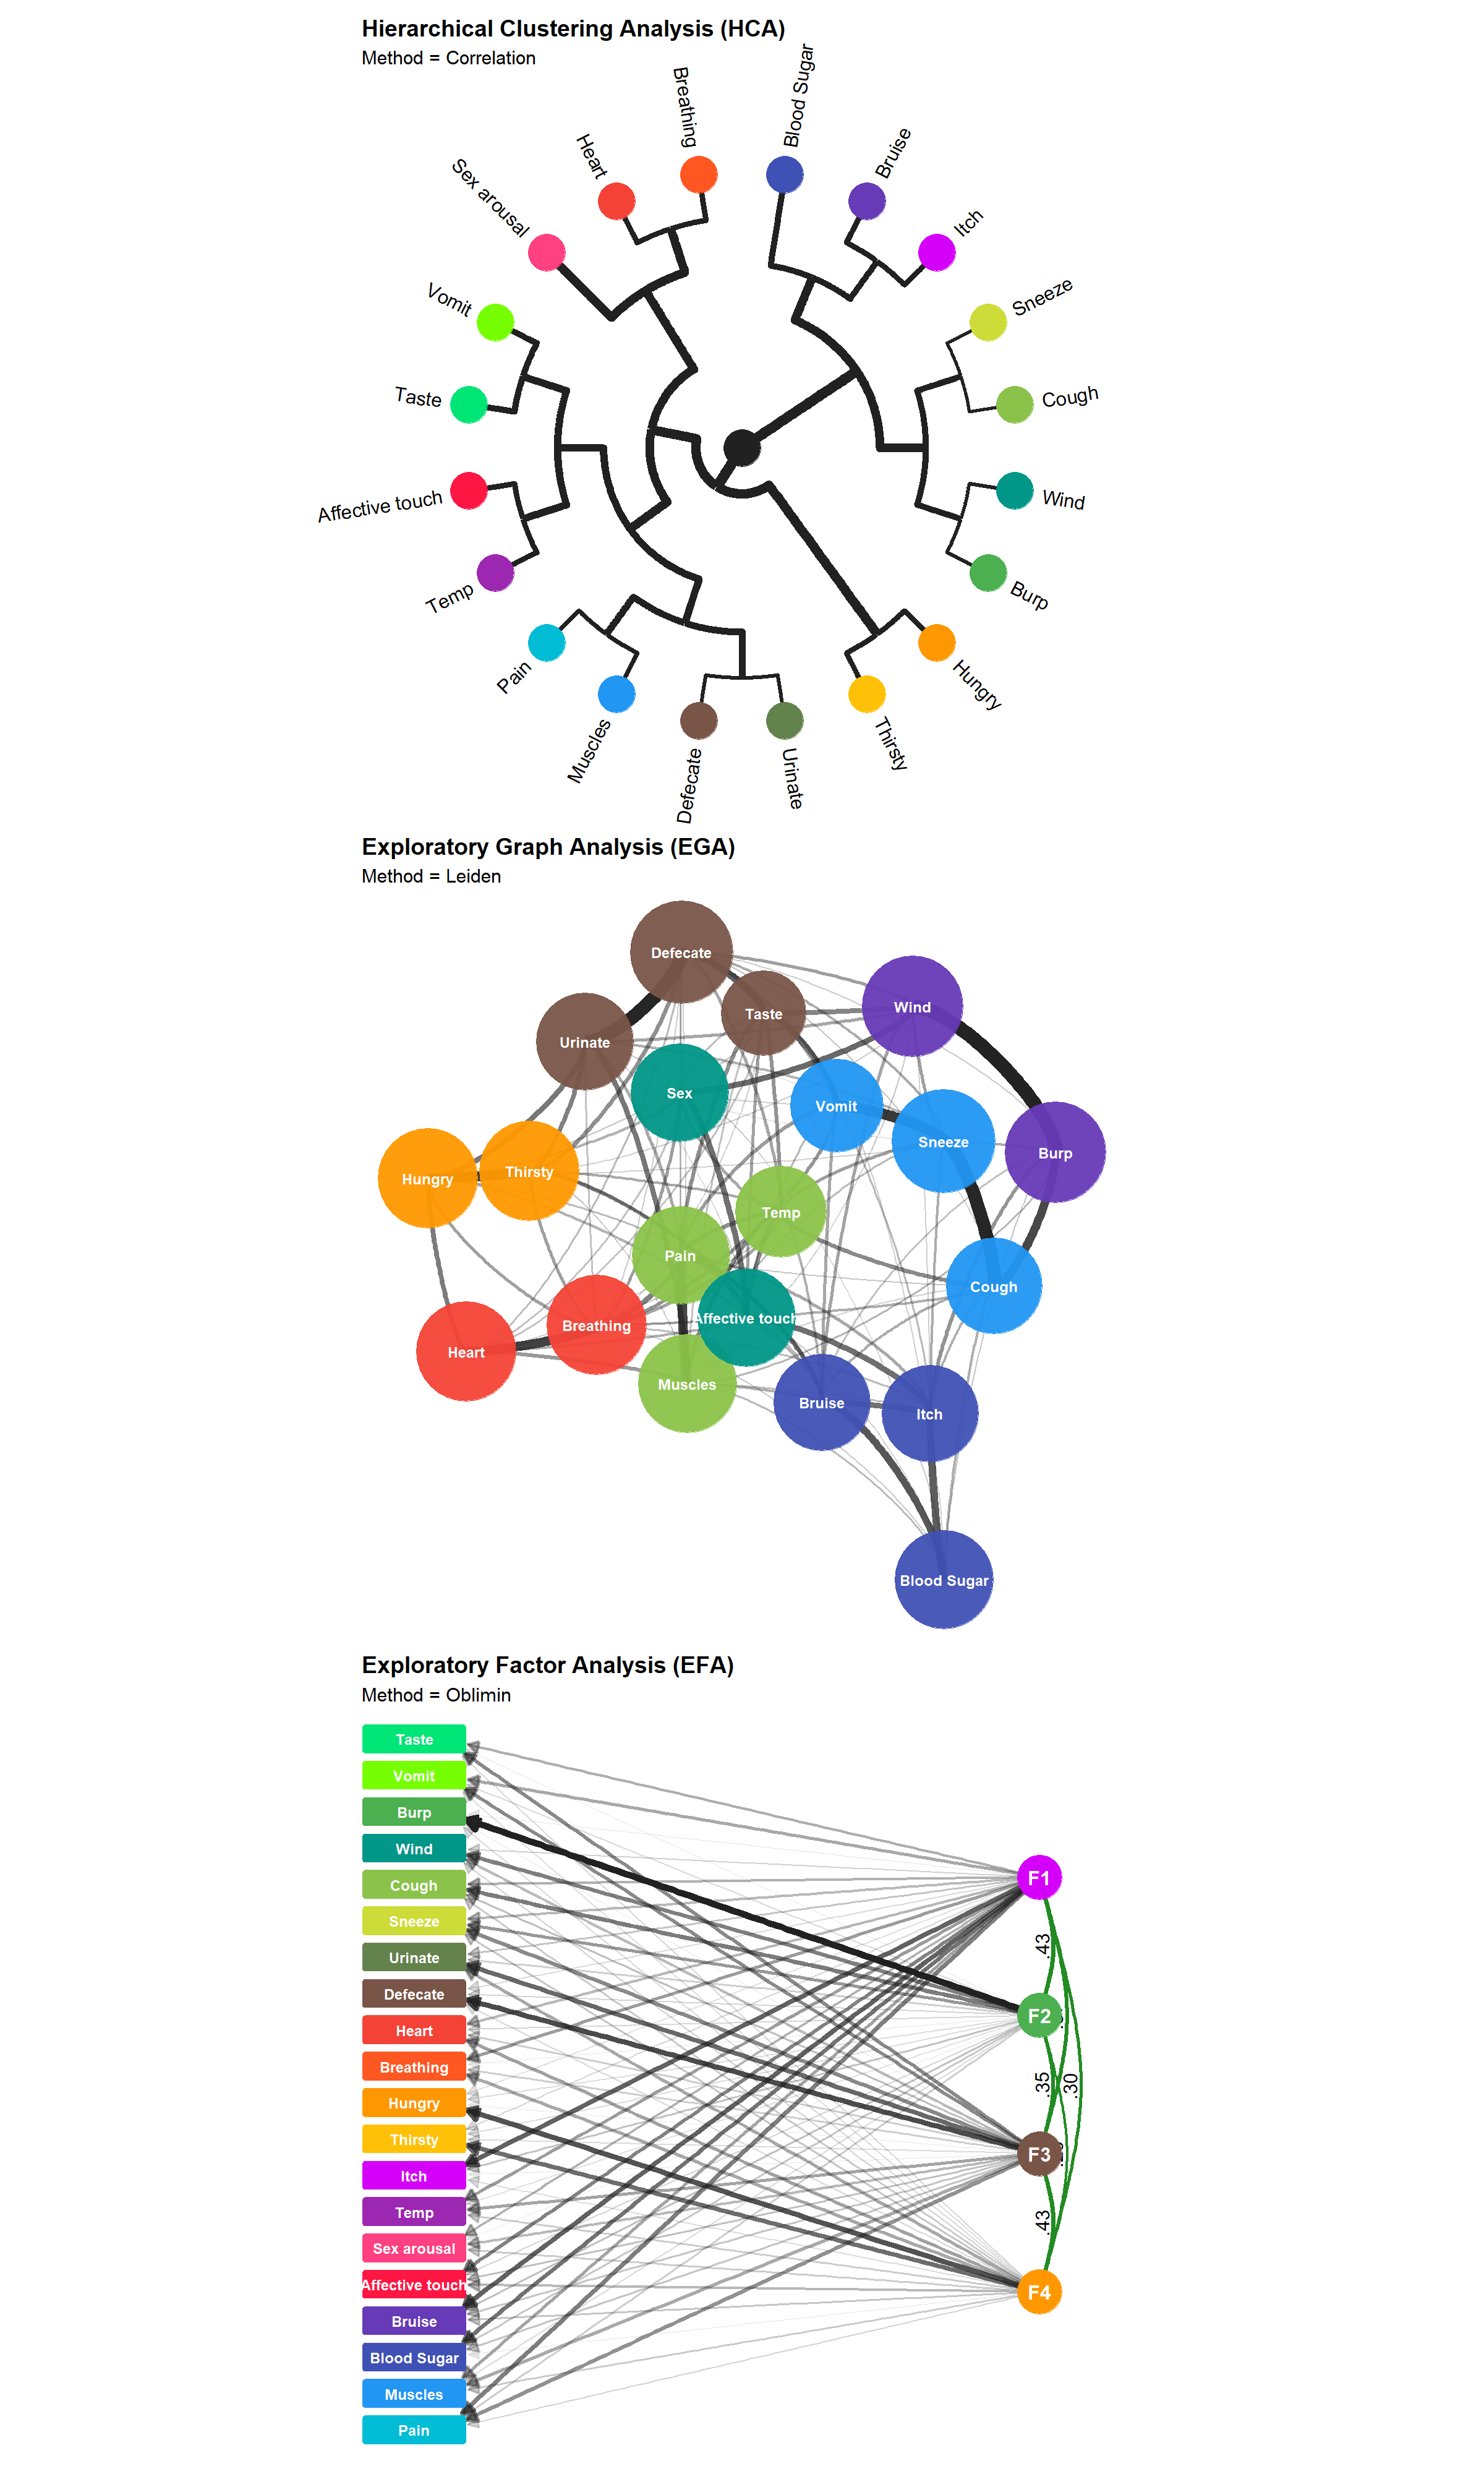 Hierarchical Clustering Analysis (HCA)
Method = Correlation
Breathing
Blood Sugar
Heart
Bruise
Sex arousal
Itch
Vomit
Sneeze
Taste
Cough
Affective touch
Wind
Temp
Burp
Pain
Hungry
Muscles
Thirsty
Defecate
Urinate
Exploratory Graph Analysis (EGA)
Method = Leiden
Defecate
Wind
Taste
Urinate
Sex
Vomit
Sneeze
Burp
Thirsty
Hungry
Temp
Pain
Cough
Affective touch
Breathing
Heart
Muscles
Bruise
Itch
Blood Sugar
Exploratory Factor Analysis (EFA)
Method = Oblimin
Taste
Vomit
Burp
Wind
Cough
Sneeze
Urinate
Defecate
Heart
Breathing
Hungry
Thirsty
Itch
Temp
Sex arousal
Affective touch
Bruise
Blood Sugar
Muscles
Pain
F1
.43
F2
.35
.30
F3
.43
F4